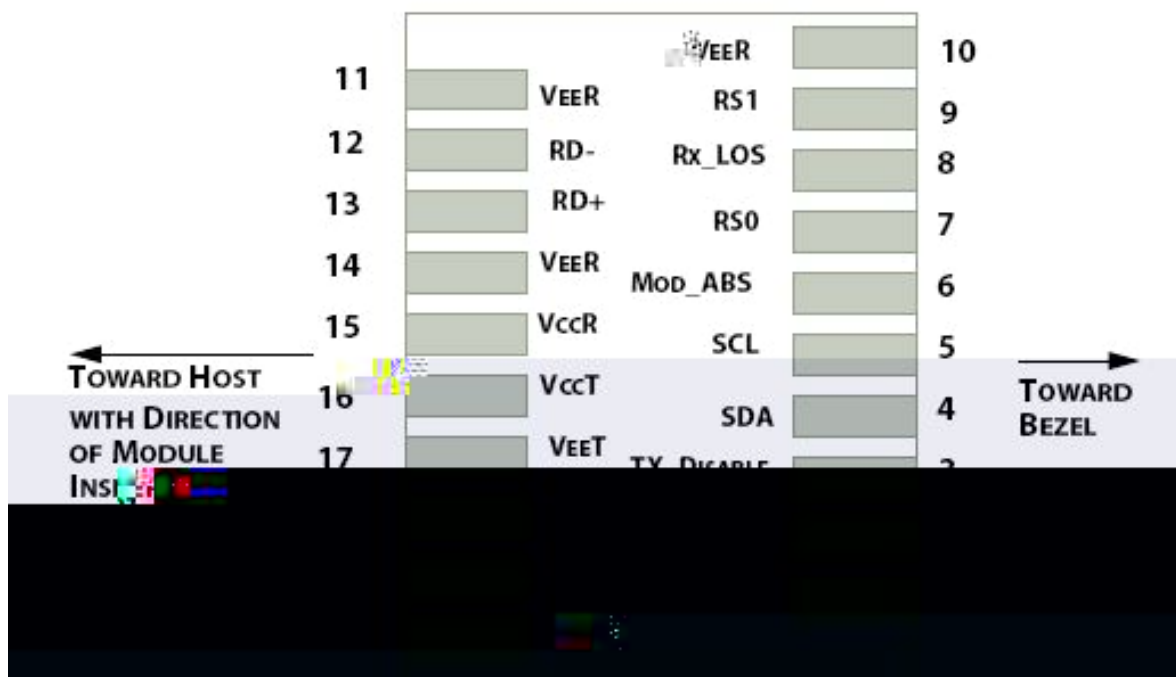 VEER 10
11 VEER
RS1 9
12 RD-
Rx_LOS 8
13 RD+
RS0 7
14 VEER
MOD_ABS 6
15 VCCR
SCL 5
TOWARD HOST
WITH DIRECTION
OF MODULE
16 VCCT
SDA 4
TOWARD
BEZEL
17 VEET
TX_DISABLE